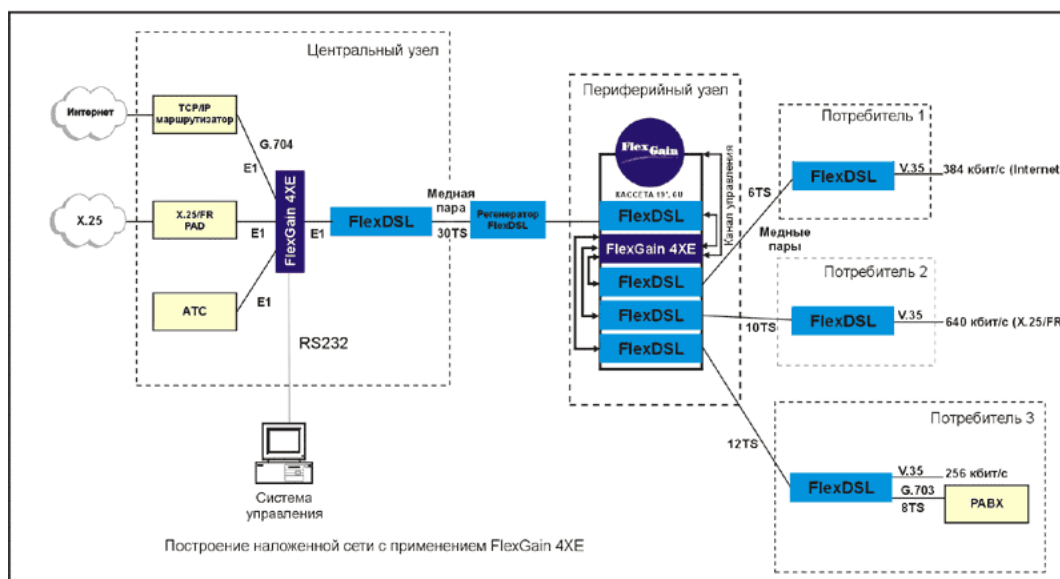 Центральный узел
Интернет
TCP/IP
маршрутизатор
G.704
E1
X.25
X.25/FR
PAD
E1
FlexGain 4XE
E1
FlexDSL
АТС
E1
RS232
Система
управления
Медная
пара
30TS
Регенератор
FlexDSL
Периферийный узел
FlexGain
КАССЕТА 19", 6U
FlexDSL
FlexGain 4XE
FlexDSL
FlexDSL
FlexDSL
Канал управления
6TS
Медные
пары
10TS
12TS
Потребитель 1
FlexDSL
V.35
384 кбит/с (Internet
Потребитель 2
FlexDSL
V.35
640 кбит/с (X.25/FR
Потребитель 3
FlexDSL
V.35
256 кбит/с
G.703
8TS
PABX
Построение наложенной сети с применением FlexGain 4XE